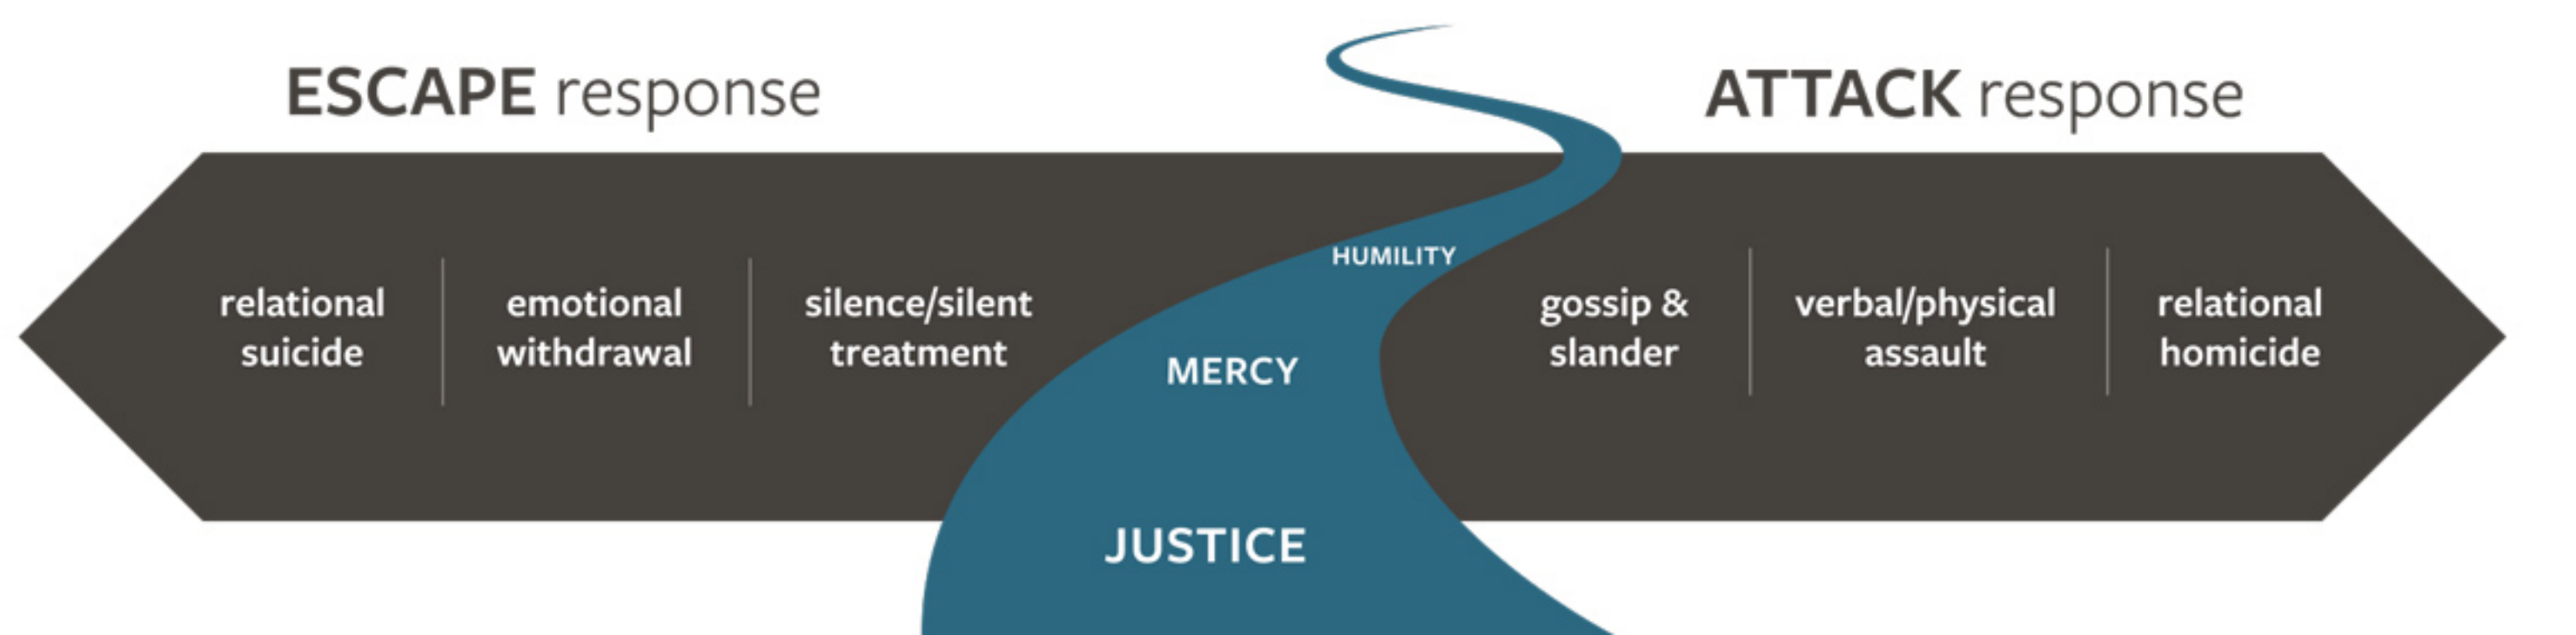 ESCAPE response
ATTACK response
HUMILITY
relational
suicide
emotional
withdrawal
silence/silent
treatment
MERCY
gossip &
slander
verbal/physical
assault
relational
homicide
JUSTICE